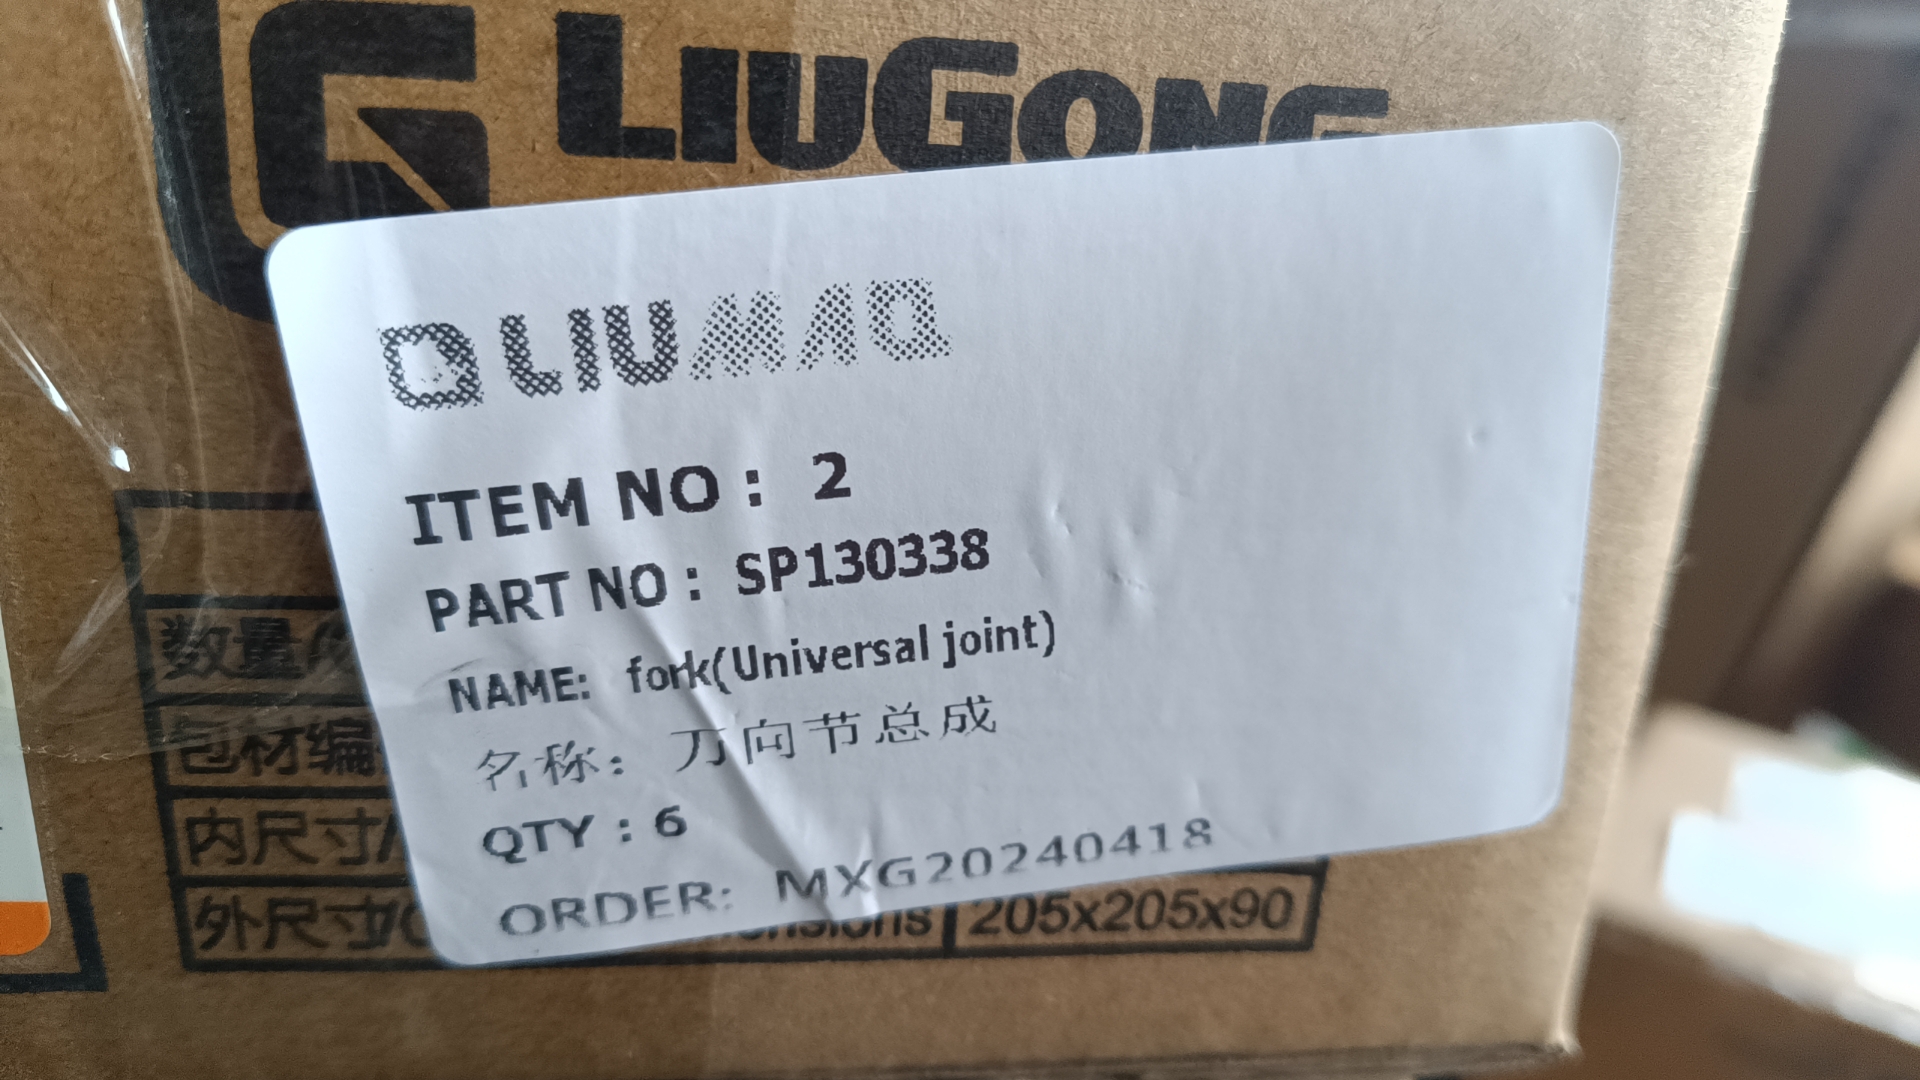 LIUGONG
LIUMAQ
ITEM NO : 2
PART NO : SP130338
NAME: fork(Universal joint)
名称: 万向节总成
QTY : 6
ORDER: MXG20240418
数量/
包材编
内尺寸/
外尺寸/O
205x205x90